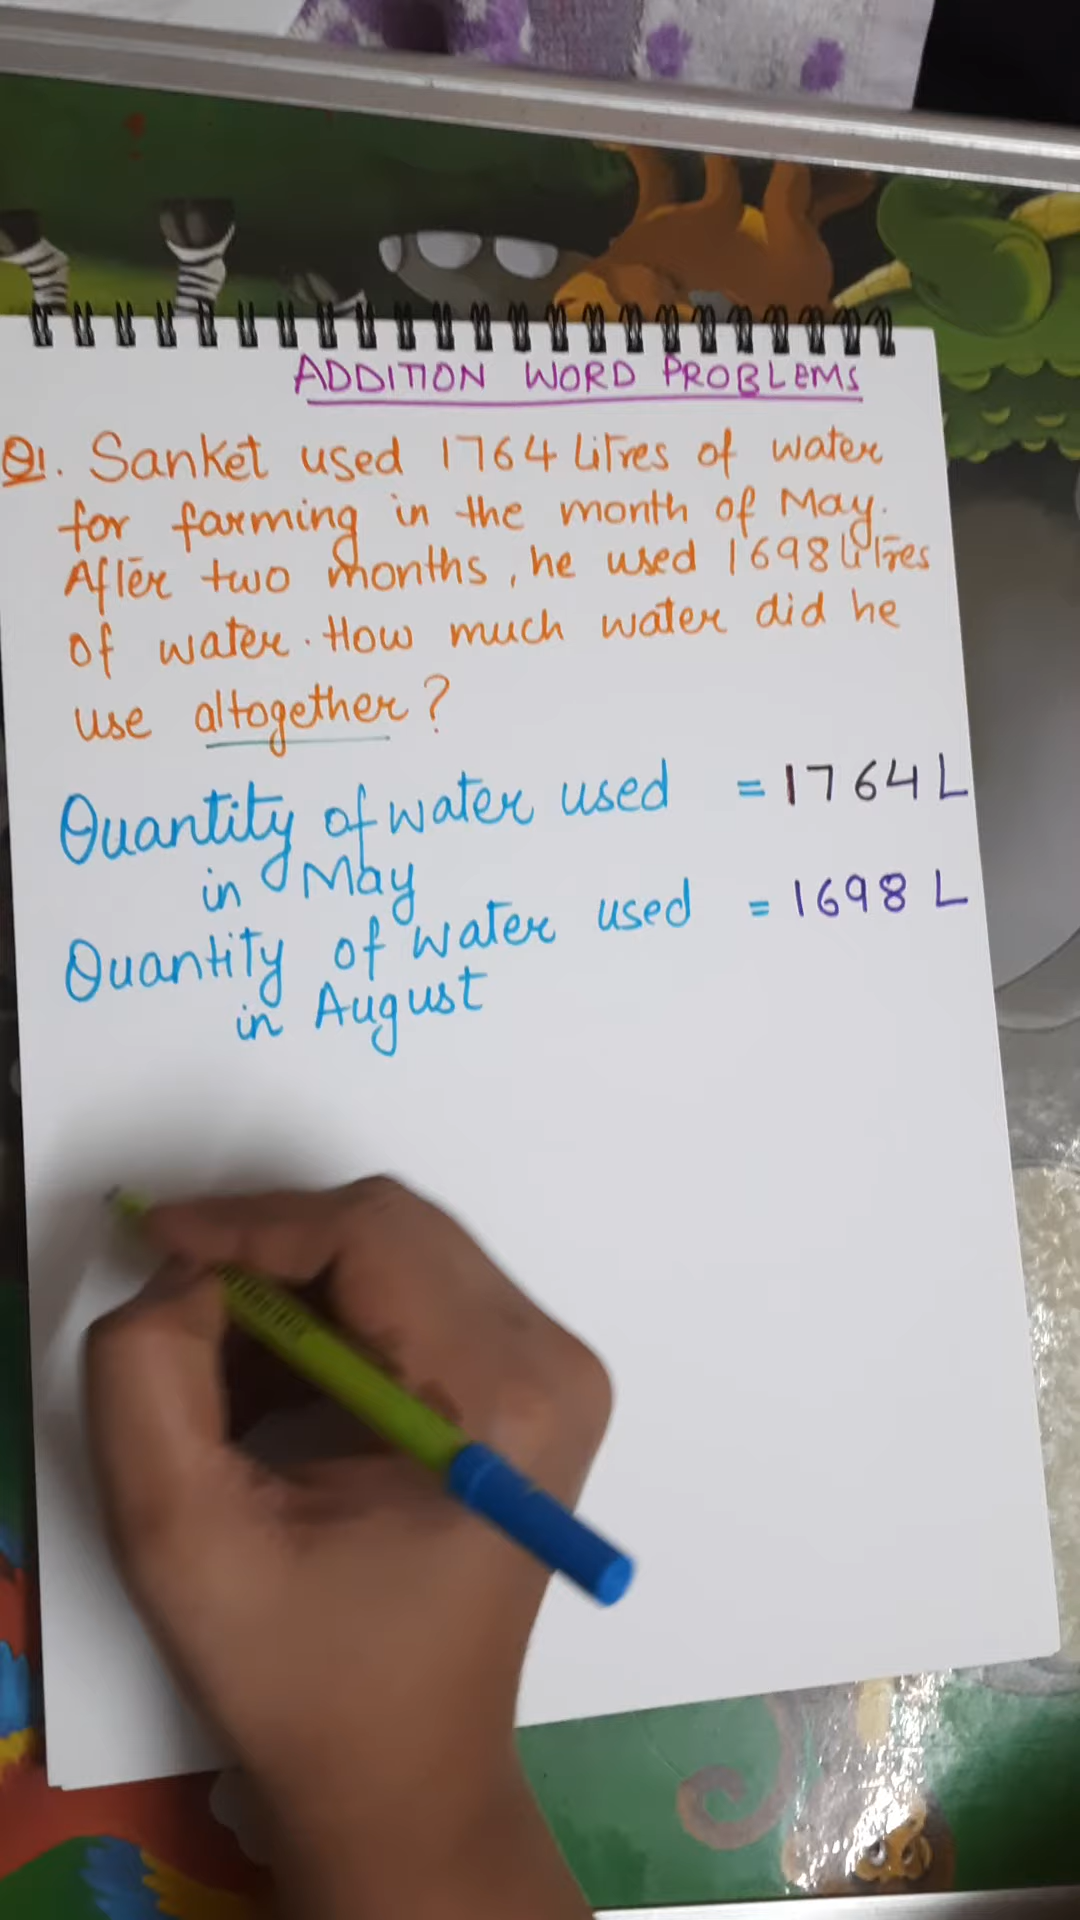 ADDITION WORD PROBLEMS
Q1. Sanket used 1764 Litres of water
for farming in the month of May.
After two months, he used 1698 Litres
of water. How much water did he
use altogether?
Quantity of water used = 1764 L
in May
Quantity of water used = 1698 L
in August